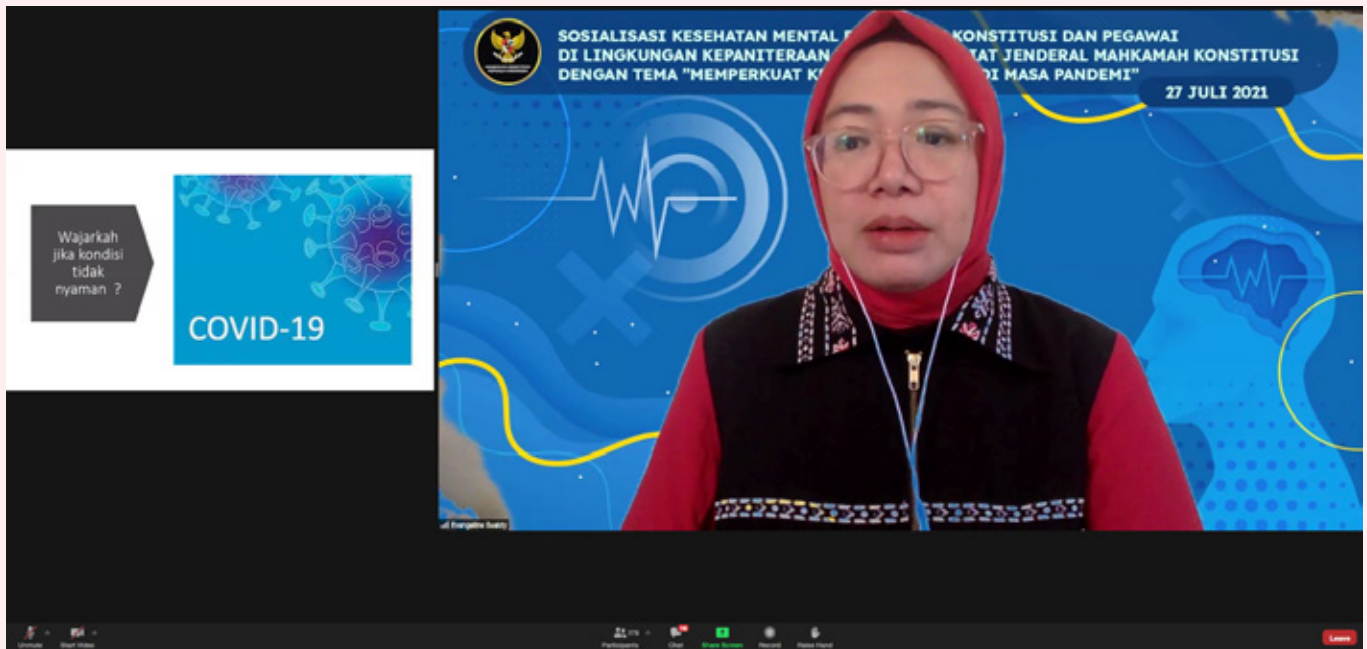 SOSIALISASI KESEHATAN MENTAL KONSTITUSI DAN PEGAWAI
DI LINGKUNGAN KEPANITERAAN IAT JENDERAL MAHKAMAH KONSTITUSI
DENGAN TEMA "MEMPERKUAT DI MASA PANDEMI"
27 JULI 2021
Wajarkah
jika kondisi
tidak
nyaman ?
COVID-19
Unmute
Start Video
Participants
Chat
Share Screen
Record
Raise Hand
Leave